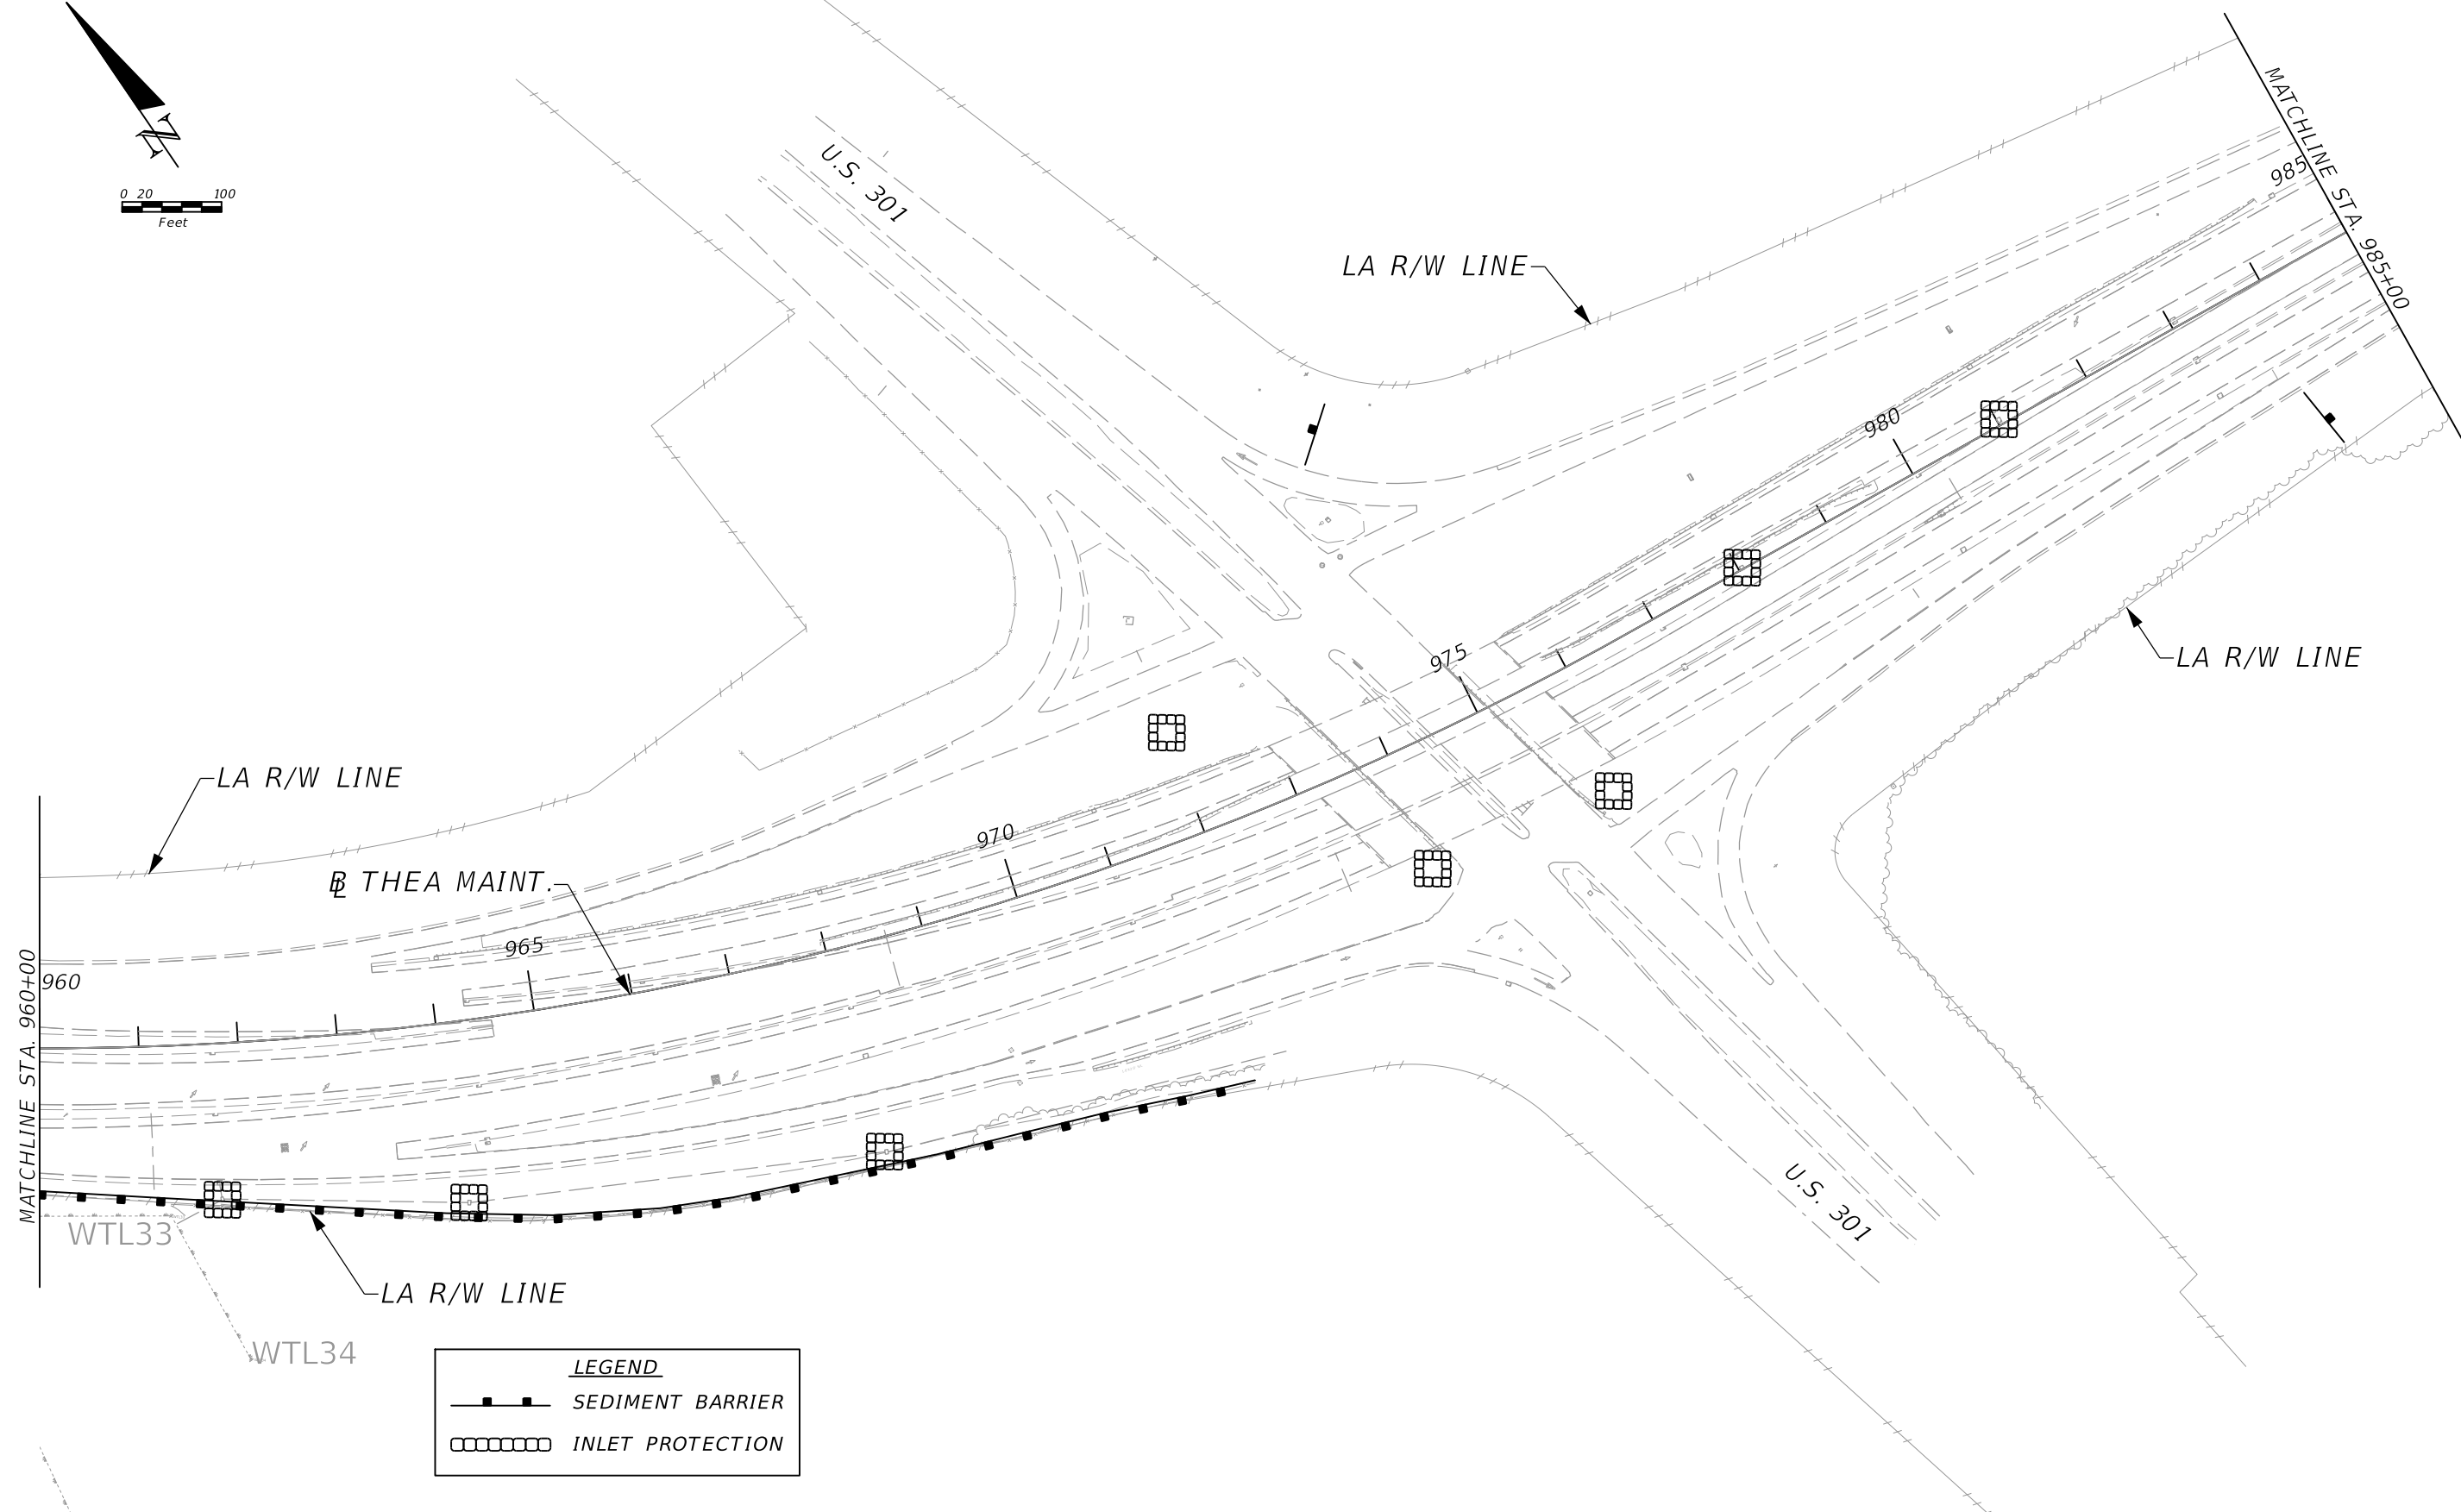 N
0 20 100
Feet
U.S. 301
LA R/W LINE
MATCHLINE STA. 985+00
985
980
975
LA R/W LINE
LA R/W LINE
970
BL THEA MAINT.
965
960
MATCHLINE STA. 960+00
WTL33
LA R/W LINE
WTL34
U.S. 301
LEGEND
SEDIMENT BARRIER
INLET PROTECTION